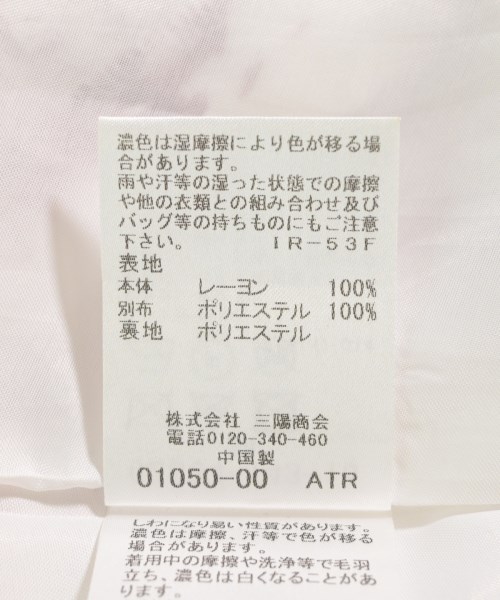 濃色は湿摩擦により色が移る場
合があります。
雨や汗等の湿った状態での摩擦
や他の衣類との組み合わせ及び
バッグ等の持ちものにもご注意
下さい。 IR-53F
表地
本体 レーヨン 100%
別布 ポリエステル 100%
裏地 ポリエステル
株式会社 三陽商会
電話0120-340-460
中国製
01050-00 ATR
しわになり易い性質があります。
濃色は摩擦、汗等で色が移る
場合があります。
着用中の摩擦や洗浄等で毛羽
立ち、濃色は白くなることがあ
ります。